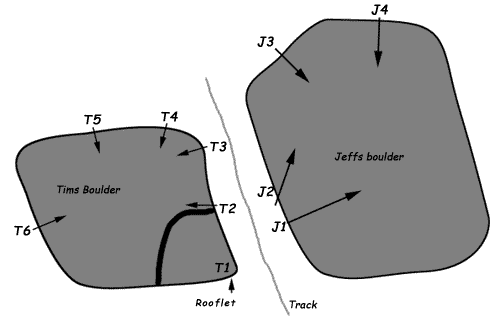 J4
J3
T5
T4
T3
Jeffs boulder
Tims Boulder
J2
T2
J1
T6
T1
Rooflet
Track